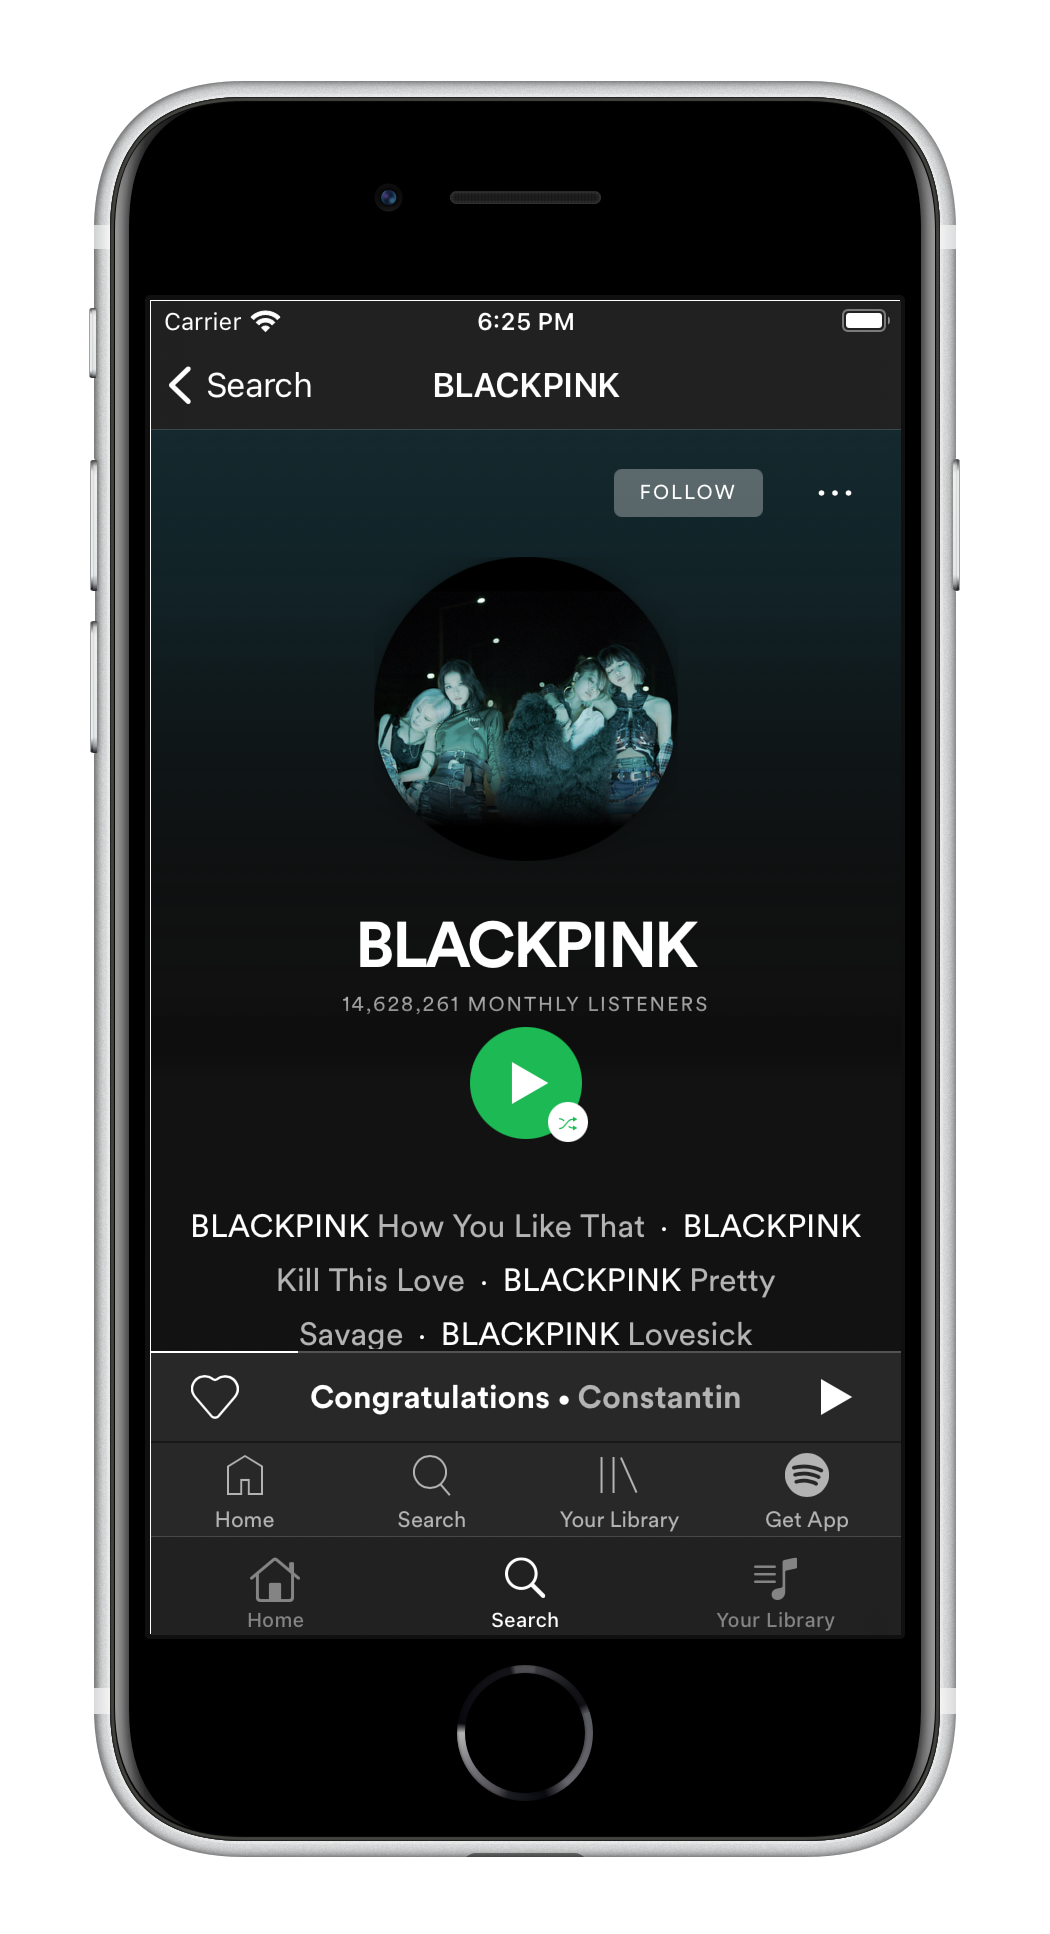 Carrier 6:25 PM
Search BLACKPINK
FOLLOW
BLACKPINK
14,628,261 MONTHLY LISTENERS
BLACKPINK How You Like That · BLACKPINK
Kill This Love · BLACKPINK Pretty
Savage · BLACKPINK Lovesick
Congratulations • Constantin
Home Search Your Library Get App
Home Search Your Library